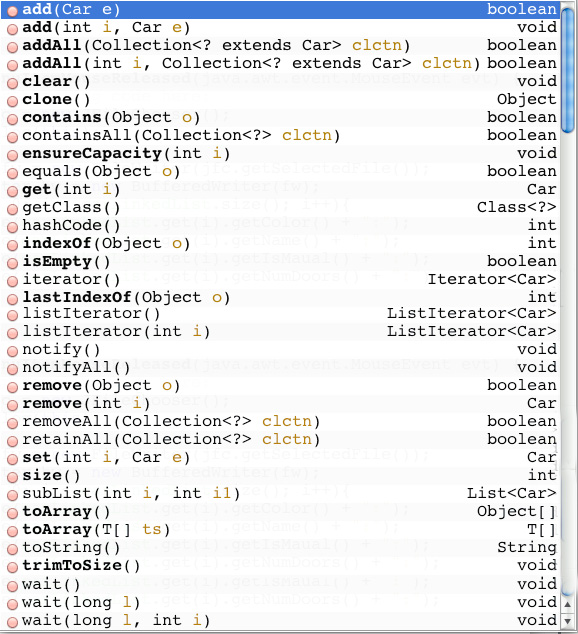 add(Car e) boolean
add(int i, Car e) void
addAll(Collection<? extends Car> clctn) boolean
addAll(int i, Collection<? extends Car> clctn) boolean
clear() void
clone() Object
contains(Object o) boolean
containsAll(Collection<?> clctn) boolean
ensureCapacity(int i) void
equals(Object o) boolean
get(int i) Car
getClass() Class<?>
hashCode() int
indexOf(Object o) int
isEmpty() boolean
iterator() Iterator<Car>
lastIndexOf(Object o) int
listIterator() ListIterator<Car>
listIterator(int i) ListIterator<Car>
notify() void
notifyAll() void
remove(Object o) boolean
remove(int i) Car
removeAll(Collection<?> clctn) boolean
retainAll(Collection<?> clctn) boolean
set(int i, Car e) Car
size() int
subList(int i, int i1) List<Car>
toArray() Object[]
toArray(T[] ts) T[]
toString() String
trimToSize() void
wait() void
wait(long l) void
wait(long l, int i) void